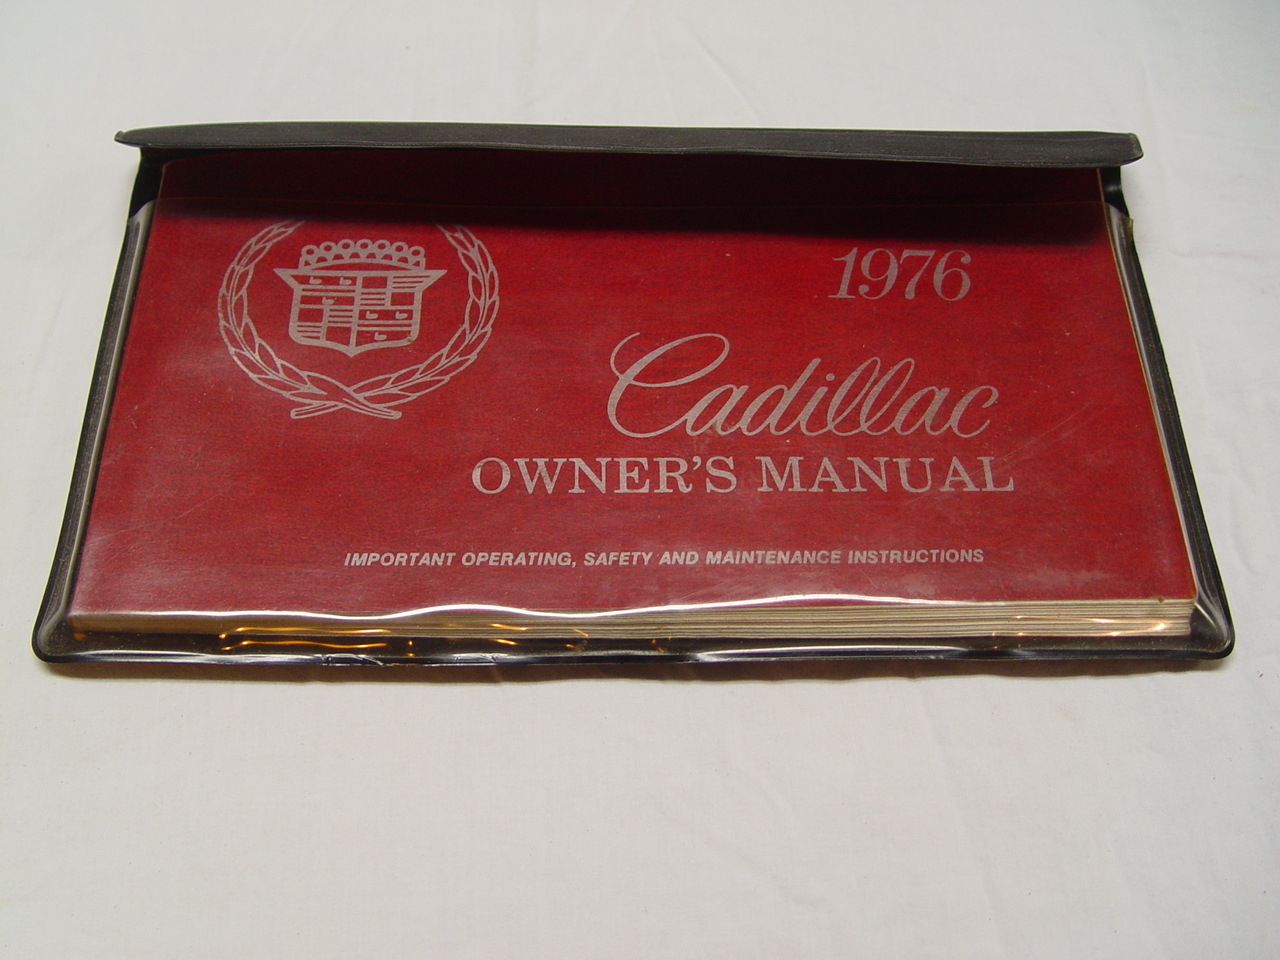 1976
Cadillac
OWNER'S MANUAL
IMPORTANT OPERATING, SAFETY AND MAINTENANCE INSTRUCTIONS